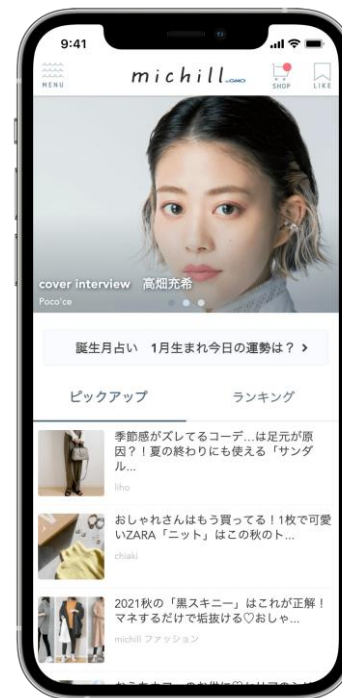 9:41
MENU
michill
SHOP
LIKE
cover interview 高畑充希
Poco'ce
誕生月占い 1月生まれ今日の運勢は？
ピックアップ
ランキング
季節感がズレてるコーデ…は足元が原
因？！夏の終わりにも使える「サンダ
ル...
liho
おしゃれさんはもう買ってる！1枚で可愛
いZARA「ニット」はこの秋のト...
chiaki
2021秋の「黒スキニー」はこれが正解！
マネするだけで垢抜ける♡おしゃ...
michill ファッション